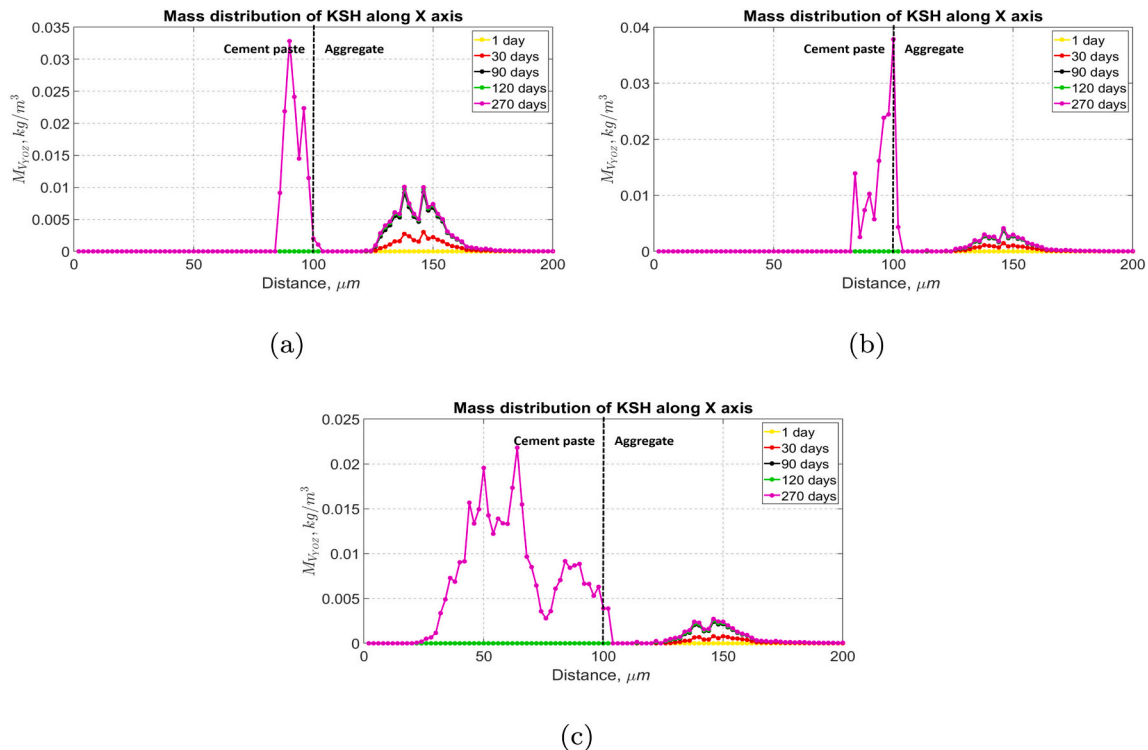 Mass distribution of KSH along X axis
Cement paste Aggregate
1 day
30 days
90 days
120 days
270 days
0.035
0.03
0.025
0.02
0.015
0.01
0.005
0
M_{V_{YOZ}}, kg/m^3
0 50 100 150 200
Distance, μm
(a)
Mass distribution of KSH along X axis
Cement paste Aggregate
1 day
30 days
90 days
120 days
270 days
0.04
0.03
0.02
0.01
0
M_{V_{YOZ}}, kg/m^3
0 50 100 150 200
Distance, μm
(b)
Mass distribution of KSH along X axis
Cement paste Aggregate
1 day
30 days
90 days
120 days
270 days
0.025
0.02
0.015
0.01
0.005
0
M_{V_{YOZ}}, kg/m^3
0 50 100 150 200
Distance, μm
(c)